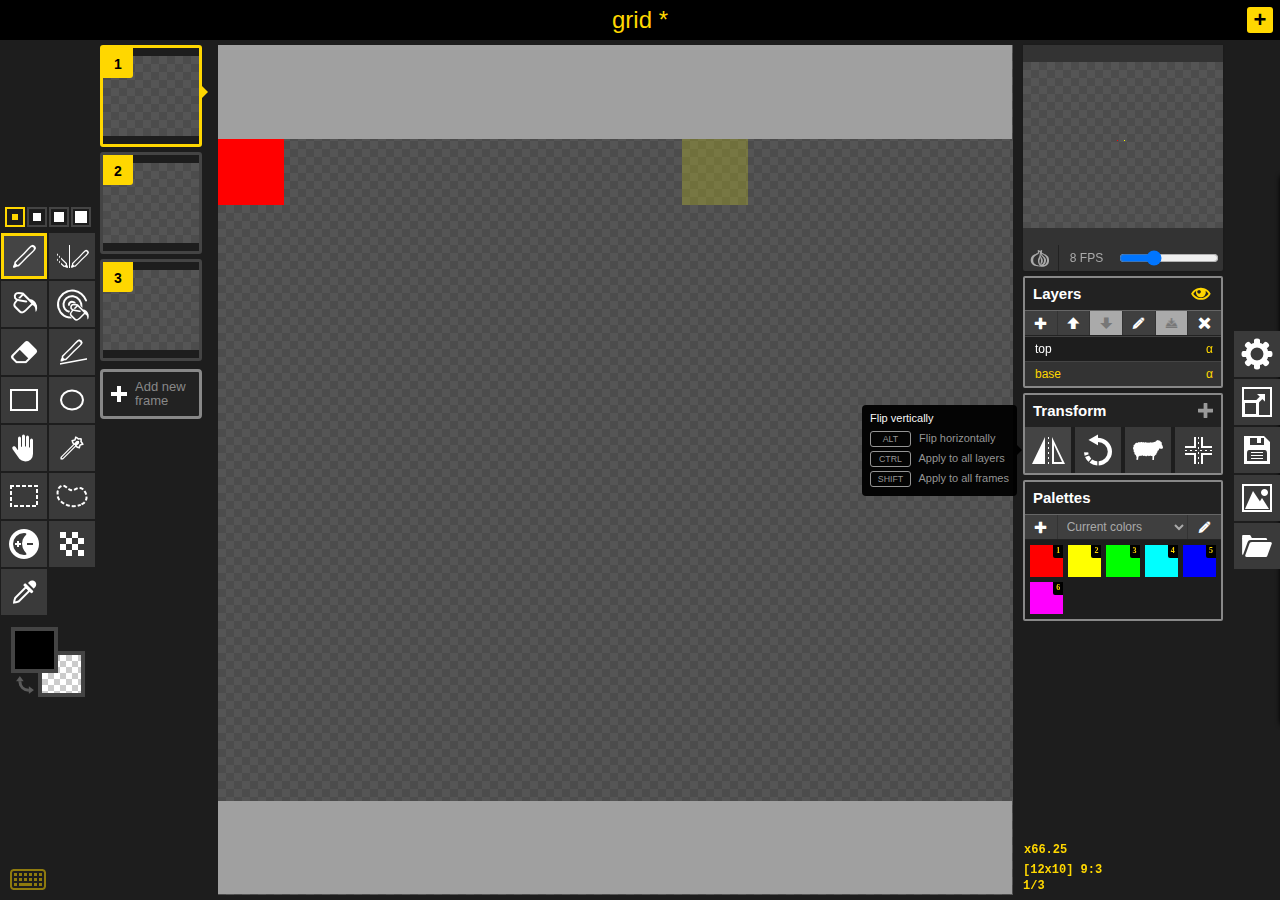 grid *
+
1
2
3
Add new
frame
8 FPS
Layers
top α
base α
Transform
Flip vertically
ALT Flip horizontally
CTRL Apply to all layers
SHIFT Apply to all frames
Palettes
Current colors
1 2 3 4 5
6
x66.25
[12x10] 9:3
1/3